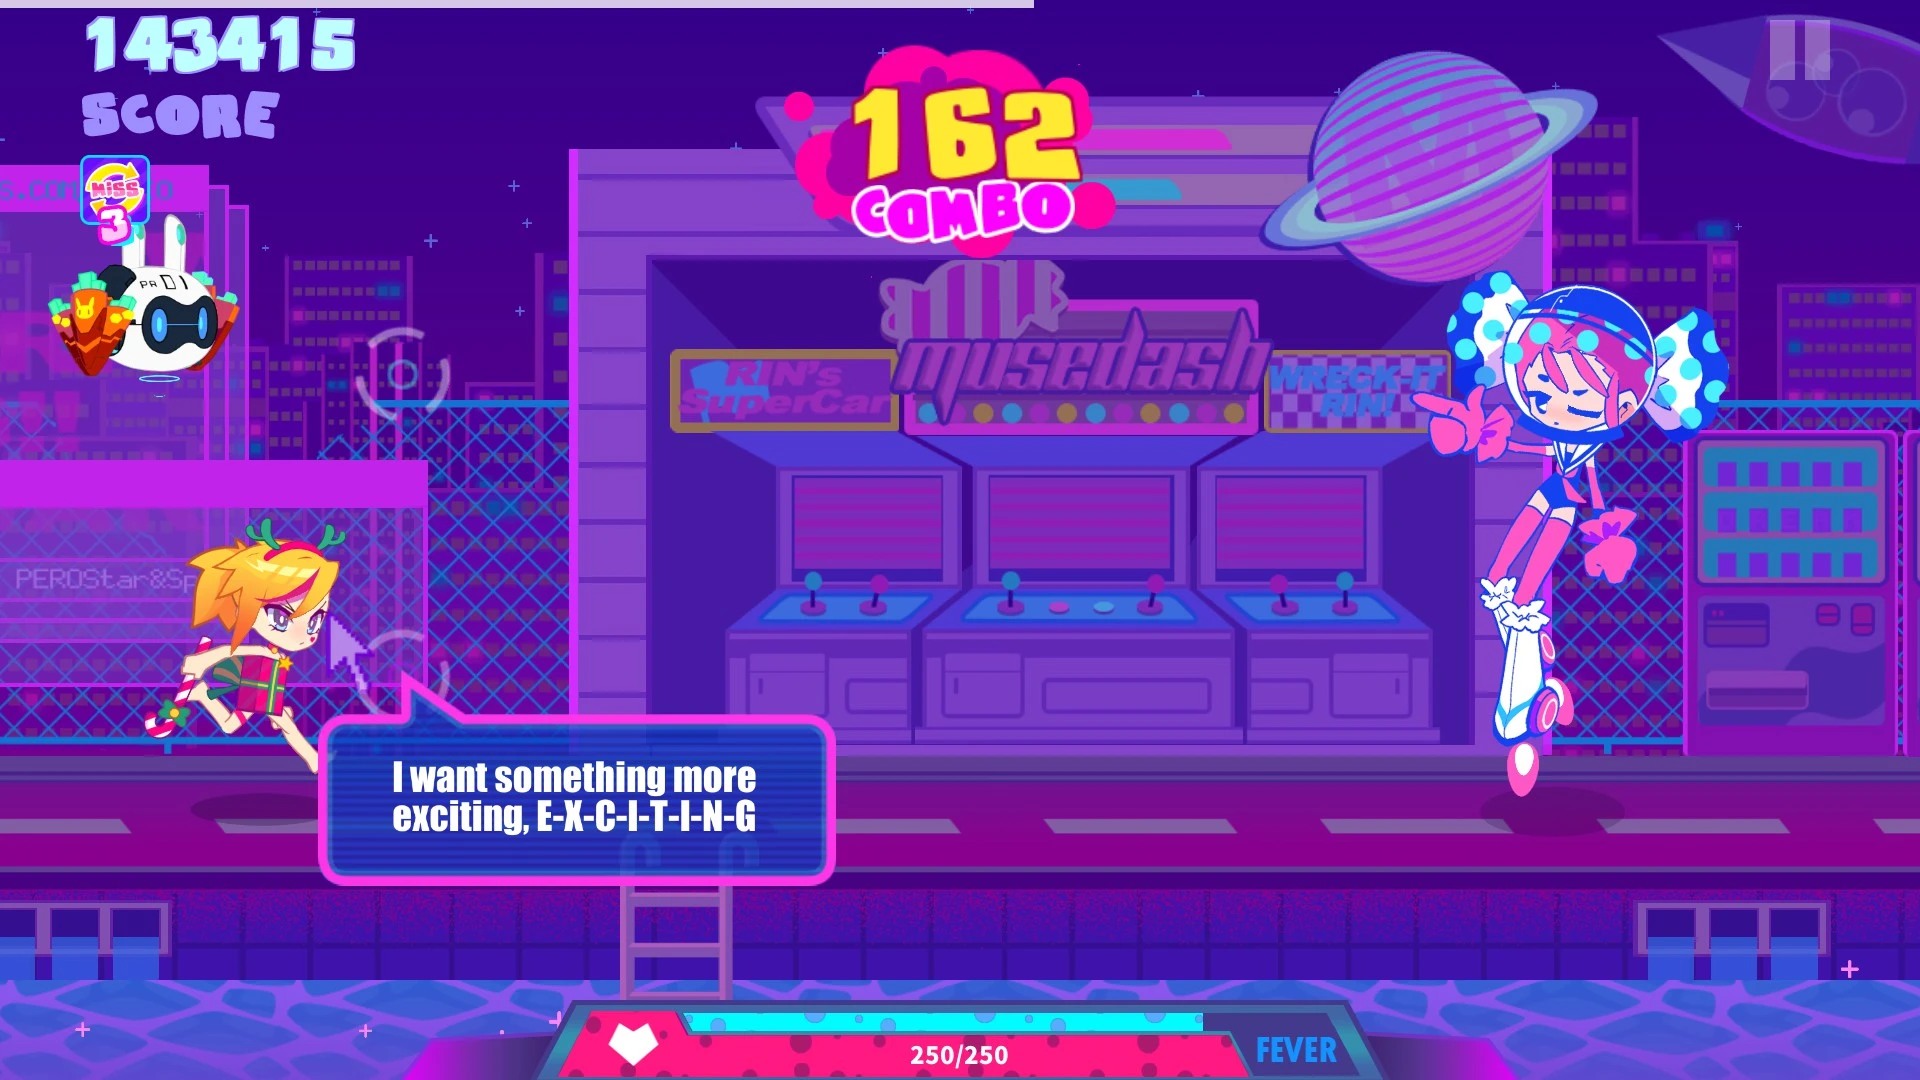 143415
SCORE
162
COMBO
MISS
3
PR 01
musedash
RIN's
SuperCar
WRECK-IT
RIN!
PEROStar&Sp
I want something more
exciting, E-X-C-I-T-I-N-G
250/250
FEVER